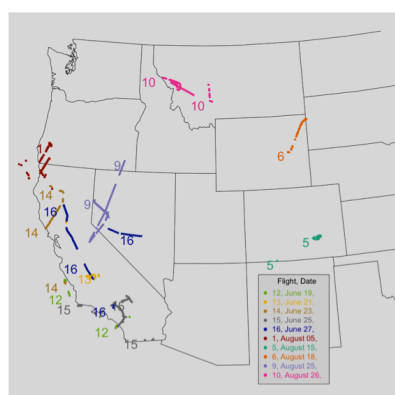 10
10
1
9
6
14
9
16
14
16
5
5
16
13
14
12
15
16
15
12
15
Flight, Date
12, June 19,
13, June 21,
14, June 23,
15, June 25,
16, June 27,
1, August 05,
5, August 15,
6, August 18,
9, August 25,
10, August 26,